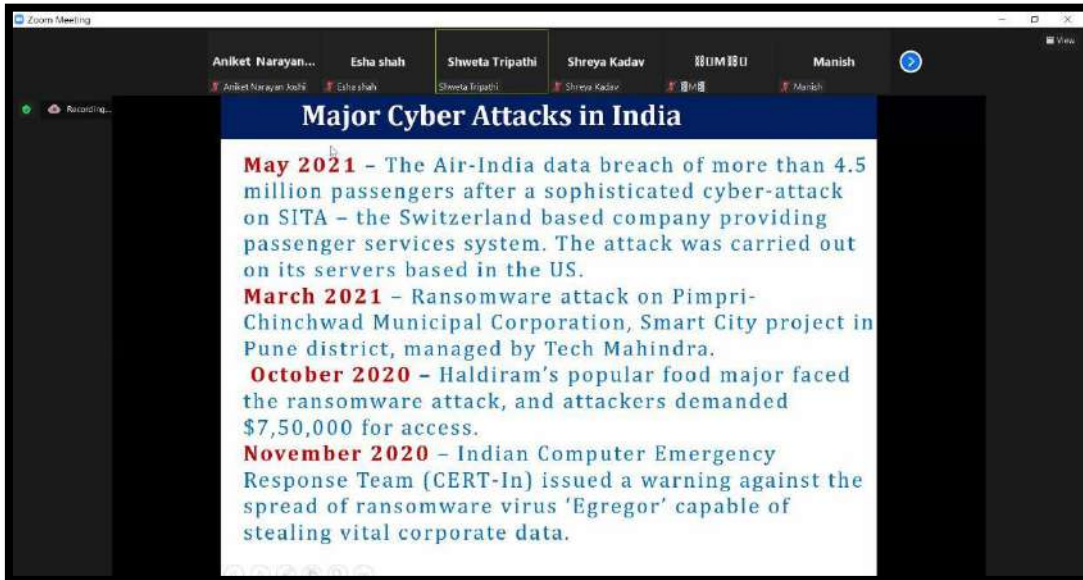 Zoom Meeting
View
Aniket Narayan... Esha shah Shweta Tripathi Shreya Kadav Manish
Aniket Narayan Joshi Esha shah Shweta Tripathi Shreya Kadav Manish
Recording...
Major Cyber Attacks in India
May 2021 – The Air-India data breach of more than 4.5
million passengers after a sophisticated cyber-attack
on SITA – the Switzerland based company providing
passenger services system. The attack was carried out
on its servers based in the US.
March 2021 – Ransomware attack on Pimpri-
Chinchwad Municipal Corporation, Smart City project in
Pune district, managed by Tech Mahindra.
October 2020 – Haldiram’s popular food major faced
the ransomware attack, and attackers demanded
$7,50,000 for access.
November 2020 – Indian Computer Emergency
Response Team (CERT-In) issued a warning against the
spread of ransomware virus ‘Egregor’ capable of
stealing vital corporate data.